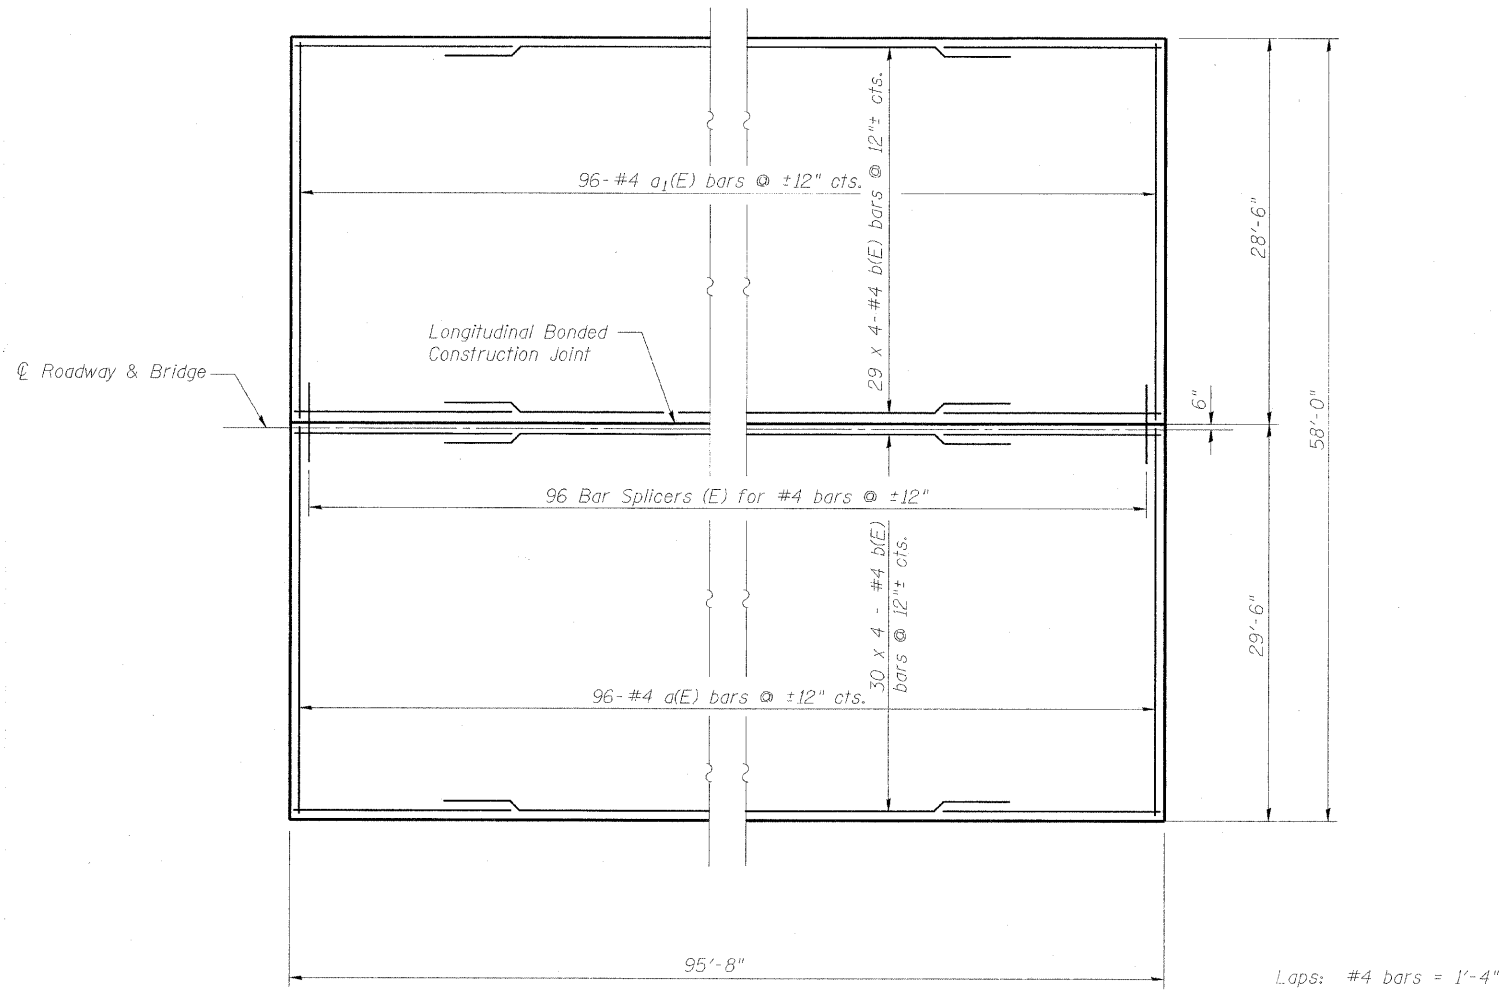 96-#4 a1(E) bars @ ±12" cts.
29 x 4-#4 b(E) bars @ 12"± cts.
28'-6"
Longitudinal Bonded
Construction Joint
℄ Roadway & Bridge
6"
58'-0"
96 Bar Splicers (E) for #4 bars @ ±12"
30 x 4 - #4 b(E)
bars @ 12"± cts.
29'-6"
96-#4 a(E) bars @ ±12" cts.
95'-8"
Laps: #4 bars = 1'-4"